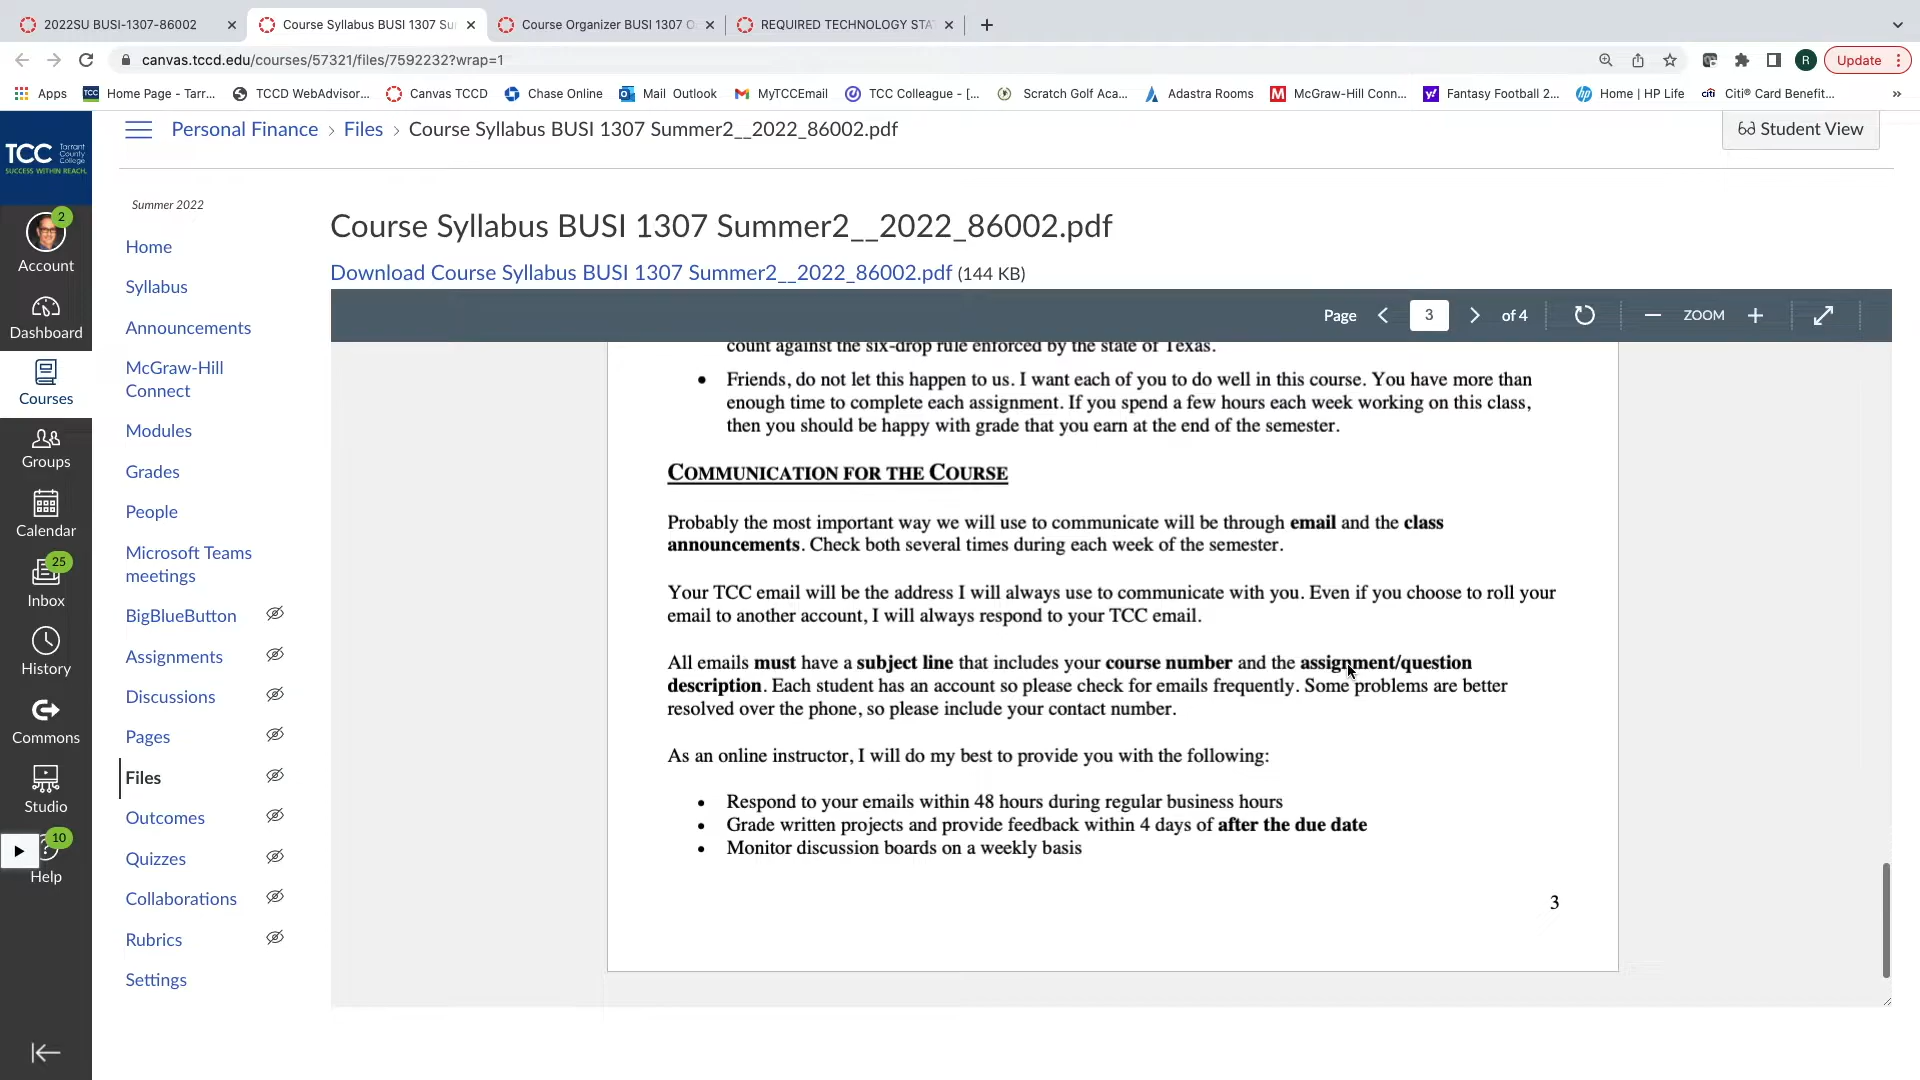 2022SU BUSI-1307-86002
Course Syllabus BUSI 1307 Su
Course Organizer BUSI 1307 O
REQUIRED TECHNOLOGY STA
canvas.tccd.edu/courses/57321/files/7592232?wrap=1
R
Update
Apps
TCC
Home Page - Tarr...
TCCD WebAdvisor...
Canvas TCCD
Chase Online
Mail Outlook
MyTCCEmail
TCC Colleague - [...
Scratch Golf Aca...
Adastra Rooms
McGraw-Hill Conn...
Fantasy Football 2...
Home | HP Life
citi
Citi® Card Benefit...
»
TCC Tarrant County College
SUCCESS WITHIN REACH.
Personal Finance › Files › Course Syllabus BUSI 1307 Summer2__2022_86002.pdf
Student View
2
Account
Dashboard
Courses
Groups
Calendar
25
Inbox
History
Commons
Studio
10
Help
Summer 2022
Home
Syllabus
Announcements
McGraw-Hill
Connect
Modules
Grades
People
Microsoft Teams
meetings
BigBlueButton
Assignments
Discussions
Pages
Files
Outcomes
Quizzes
Collaborations
Rubrics
Settings
Course Syllabus BUSI 1307 Summer2__2022_86002.pdf
Download Course Syllabus BUSI 1307 Summer2__2022_86002.pdf (144 KB)
Page 3 of 4 ZOOM
count against the six-drop rule enforced by the state of Texas.
• Friends, do not let this happen to us. I want each of you to do well in this course. You have more than
enough time to complete each assignment. If you spend a few hours each week working on this class,
then you should be happy with grade that you earn at the end of the semester.
COMMUNICATION FOR THE COURSE
Probably the most important way we will use to communicate will be through email and the class
announcements. Check both several times during each week of the semester.
Your TCC email will be the address I will always use to communicate with you. Even if you choose to roll your
email to another account, I will always respond to your TCC email.
All emails must have a subject line that includes your course number and the assignment/question
description. Each student has an account so please check for emails frequently. Some problems are better
resolved over the phone, so please include your contact number.
As an online instructor, I will do my best to provide you with the following:
• Respond to your emails within 48 hours during regular business hours
• Grade written projects and provide feedback within 4 days of after the due date
• Monitor discussion boards on a weekly basis
3